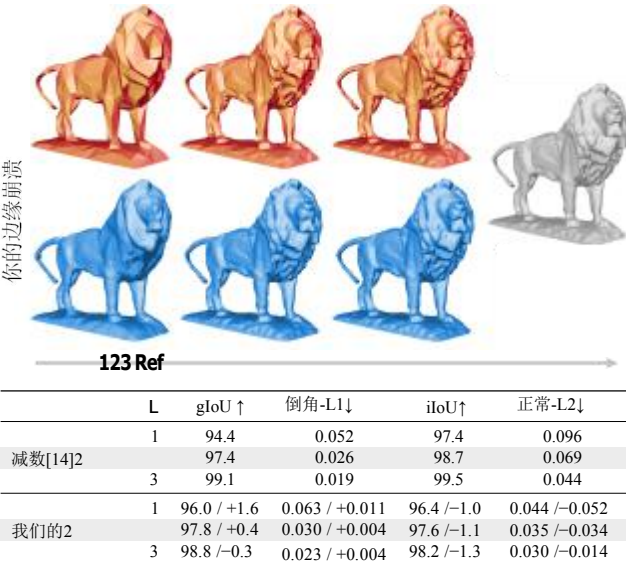 你的边缘崩溃
123 Ref
L gIoU ↑ 倒角-L1↓ iIoU↑ 正常-L2↓
1 94.4 0.052 97.4 0.096
减数[14]2 97.4 0.026 98.7 0.069
3 99.1 0.019 99.5 0.044
1 96.0 / +1.6 0.063 / +0.011 96.4 /−1.0 0.044 /−0.052
我们的2 97.8 / +0.4 0.030 / +0.004 97.6 /−1.1 0.035 /−0.034
3 98.8 /−0.3 0.023 / +0.004 98.2 /−1.3 0.030 /−0.014